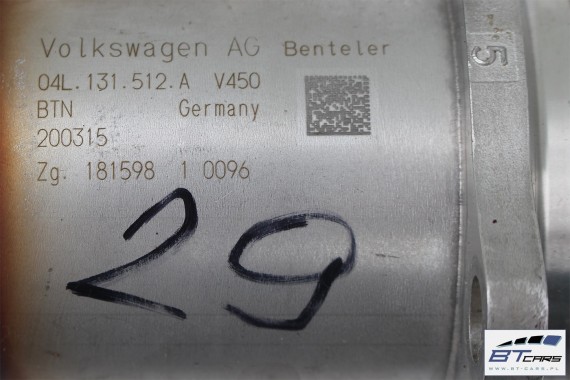 Volkswagen AG Benteler
04L.131.512.A V450
BTN Germany
200315
Zg. 181598 1 0096
29
5
BTCARS
WWW.BT-CARS.PL